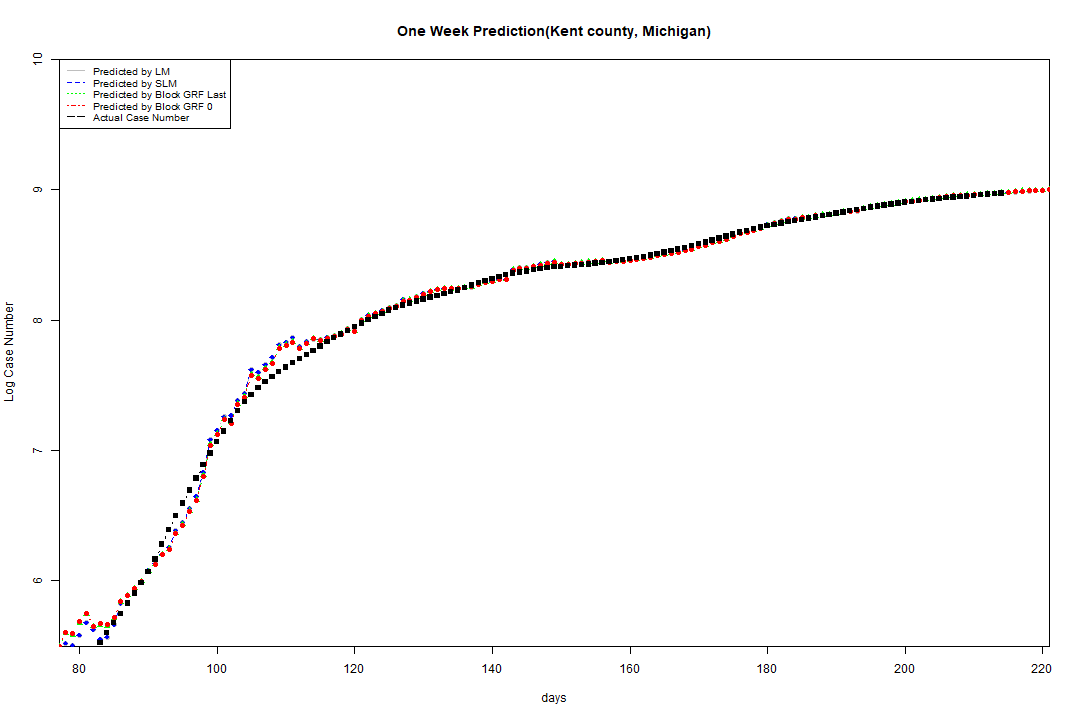 One Week Prediction(Kent county, Michigan)
10
Predicted by LM
Predicted by SLM
Predicted by Block GRF Last
Predicted by Block GRF 0
Actual Case Number
9
8
7
6
Log Case Number
80 100 120 140 160 180 200 220
days